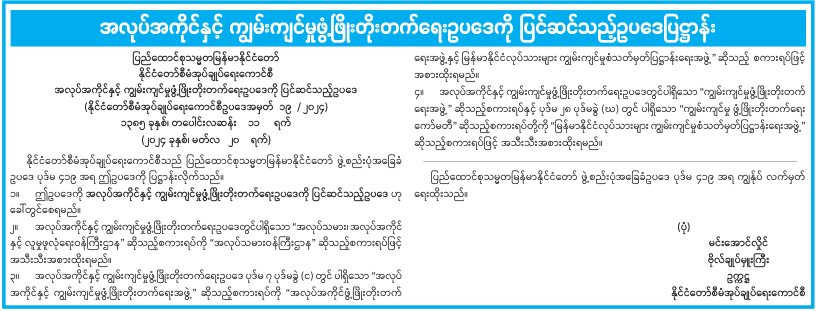 အလုပ်အကိုင်နှင့် ကျွမ်းကျင်မှုဖွံ့ဖြိုးတိုးတက်ရေးဥပဒေကို ပြင်ဆင်သည့်ဥပဒေပြဋ္ဌာန်း
ပြည်ထောင်စုသမ္မတမြန်မာနိုင်ငံတော်
နိုင်ငံတော်စီမံအုပ်ချုပ်ရေးကောင်စီ
အလုပ်အကိုင်နှင့် ကျွမ်းကျင်မှုဖွံ့ဖြိုးတိုးတက်ရေးဥပဒေကို ပြင်ဆင်သည့်ဥပဒေ
(နိုင်ငံတော်စီမံအုပ်ချုပ်ရေးကောင်စီဥပဒေအမှတ် ၁၉ / ၂၀၂၄)
၁၃၈၅ ခုနှစ်၊ တပေါင်းလဆန်း ၁၁ ရက်
(၂၀၂၄ ခုနှစ်၊ မတ်လ ၂၀ ရက်)
နိုင်ငံတော်စီမံအုပ်ချုပ်ရေးကောင်စီသည် ပြည်ထောင်စုသမ္မတမြန်မာနိုင်ငံတော် ဖွဲ့စည်းပုံအခြေခံ
ဥပဒေ ပုဒ်မ ၄၁၉ အရ ဤဥပဒေကို ပြဋ္ဌာန်းလိုက်သည်။
၁။ ဤဥပဒေကို အလုပ်အကိုင်နှင့် ကျွမ်းကျင်မှုဖွံ့ဖြိုးတိုးတက်ရေးဥပဒေကို ပြင်ဆင်သည့်ဥပဒေ ဟု
ခေါ်တွင်စေရမည်။
၂။ အလုပ်အကိုင်နှင့် ကျွမ်းကျင်မှုဖွံ့ဖြိုးတိုးတက်ရေးဥပဒေတွင်ပါရှိသော “အလုပ်သမား၊ အလုပ်အကိုင်
နှင့် လူမှုဖူလုံရေးဝန်ကြီးဌာန” ဆိုသည့်စကားရပ်ကို “အလုပ်သမားဝန်ကြီးဌာန” ဆိုသည့်စကားရပ်ဖြင့်
အသီးသီးအစားထိုးရမည်။
၃။ အလုပ်အကိုင်နှင့် ကျွမ်းကျင်မှုဖွံ့ဖြိုးတိုးတက်ရေးဥပဒေ ပုဒ်မ ၇ ပုဒ်မခွဲ (င) တွင် ပါရှိသော “အလုပ်
အကိုင်နှင့် ကျွမ်းကျင်မှုဖွံ့ဖြိုးတိုးတက်ရေးအဖွဲ့” ဆိုသည့်စကားရပ်ကို “အလုပ်အကိုင်ဖွံ့ဖြိုးတိုးတက်
ရေးအဖွဲ့နှင့် မြန်မာနိုင်ငံလုပ်သားများ ကျွမ်းကျင်မှုစံသတ်မှတ်ပြဋ္ဌာန်းရေးအဖွဲ့” ဆိုသည့် စကားရပ်ဖြင့်
အစားထိုးရမည်။
၄။ အလုပ်အကိုင်နှင့် ကျွမ်းကျင်မှုဖွံ့ဖြိုးတိုးတက်ရေးဥပဒေတွင်ပါရှိသော “ကျွမ်းကျင်မှုဖွံ့ဖြိုးတိုးတက်
ရေးအဖွဲ့” ဆိုသည့်စကားရပ်နှင့် ပုဒ်မ ၂၈ ပုဒ်မခွဲ (ဃ) တွင် ပါရှိသော “ကျွမ်းကျင်မှု ဖွံ့ဖြိုးတိုးတက်ရေး
ကော်မတီ” ဆိုသည့်စကားရပ်တို့ကို “မြန်မာနိုင်ငံလုပ်သားများ ကျွမ်းကျင်မှုစံသတ်မှတ်ပြဋ္ဌာန်းရေးအဖွဲ့”
ဆိုသည့်စကားရပ်ဖြင့် အသီးသီးအစားထိုးရမည်။
ပြည်ထောင်စုသမ္မတမြန်မာနိုင်ငံတော် ဖွဲ့စည်းပုံအခြေခံဥပဒေ ပုဒ်မ ၄၁၉ အရ ကျွန်ုပ် လက်မှတ်
ရေးထိုးသည်။
(ပုံ)
မင်းအောင်လှိုင်
ဗိုလ်ချုပ်မှူးကြီး
ဥက္ကဋ္ဌ
နိုင်ငံတော်စီမံအုပ်ချုပ်ရေးကောင်စီ